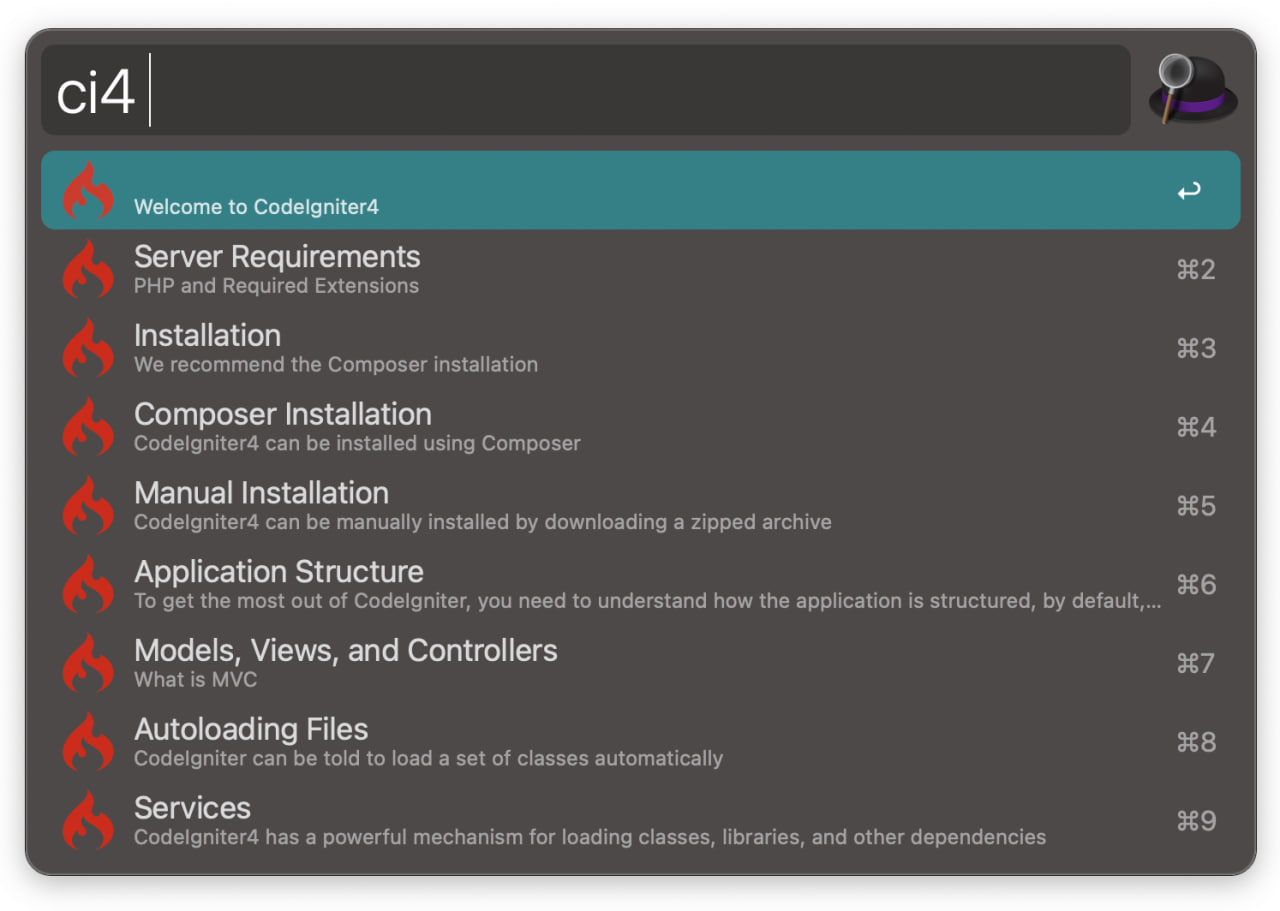 ci4
Welcome to CodeIgniter4
Server Requirements
⌘2
PHP and Required Extensions
Installation
⌘3
We recommend the Composer installation
Composer Installation
⌘4
CodeIgniter4 can be installed using Composer
Manual Installation
⌘5
CodeIgniter4 can be manually installed by downloading a zipped archive
Application Structure
⌘6
To get the most out of CodeIgniter, you need to understand how the application is structured, by default,...
Models, Views, and Controllers
⌘7
What is MVC
Autoloading Files
⌘8
CodeIgniter can be told to load a set of classes automatically
Services
⌘9
CodeIgniter4 has a powerful mechanism for loading classes, libraries, and other dependencies